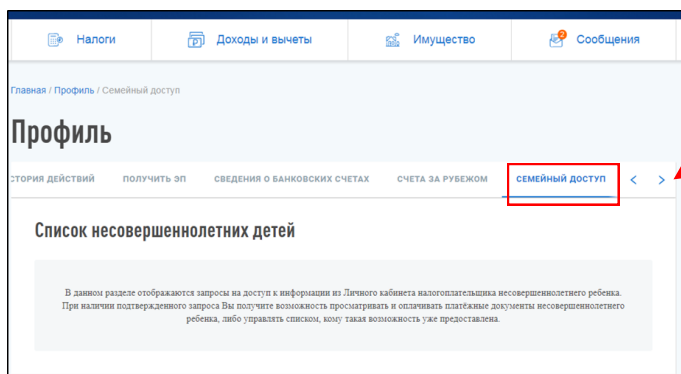 Налоги Доходы и вычеты Имущество 2 Сообщения
Главная / Профиль / Семейный доступ
Профиль
СТОРИЯ ДЕЙСТВИЙ ПОЛУЧИТЬ ЭП СВЕДЕНИЯ О БАНКОВСКИХ СЧЕТАХ СЧЕТА ЗА РУБЕЖОМ СЕМЕЙНЫЙ ДОСТУП < >
Список несовершеннолетних детей
В данном разделе отображаются запросы на доступ к информации из Личного кабинета налогоплательщика несовершеннолетнего ребенка.
При наличии подтвержденного запроса Вы получите возможность просматривать и оплачивать платёжные документы несовершеннолетнего
ребенка, либо управлять списком, кому такая возможность уже предоставлена.